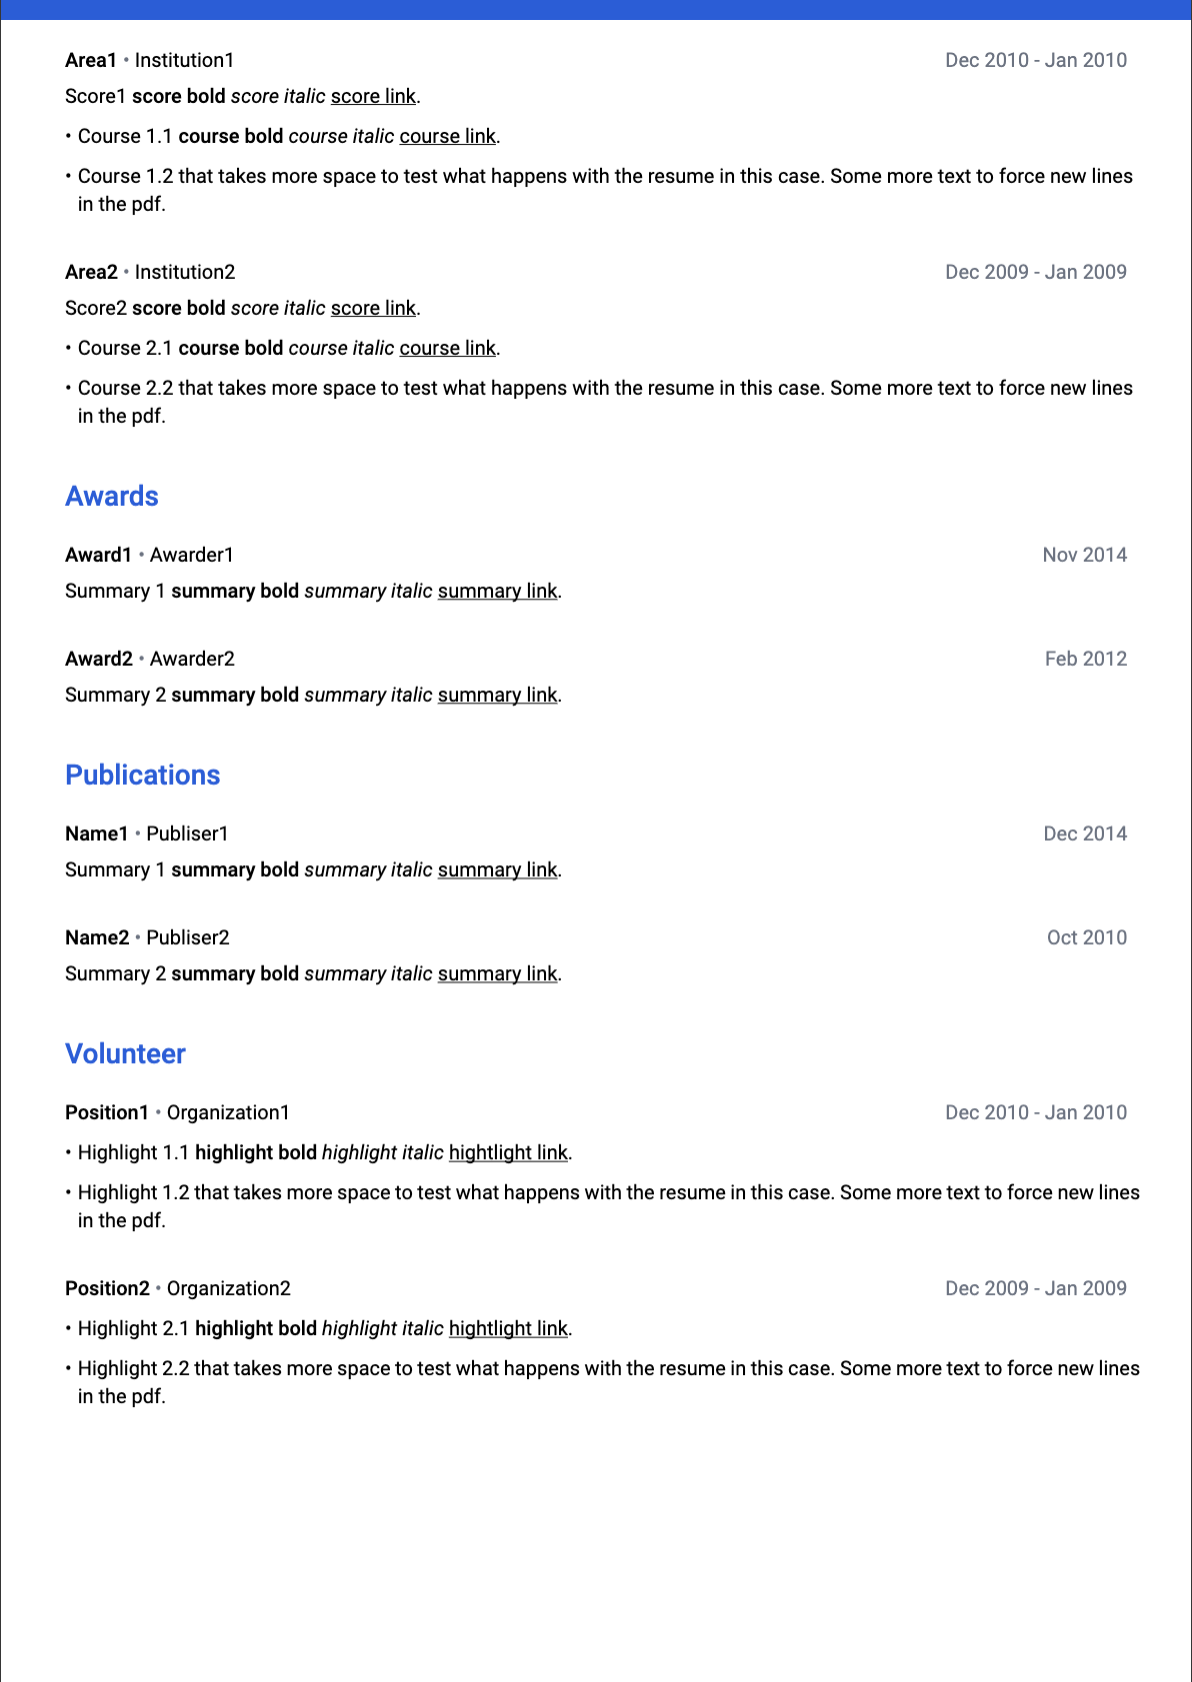 Area1 • Institution1 Dec 2010 - Jan 2010
Score1 score bold score italic score link.
• Course 1.1 course bold course italic course link.
• Course 1.2 that takes more space to test what happens with the resume in this case. Some more text to force new lines
in the pdf.
Area2 • Institution2 Dec 2009 - Jan 2009
Score2 score bold score italic score link.
• Course 2.1 course bold course italic course link.
• Course 2.2 that takes more space to test what happens with the resume in this case. Some more text to force new lines
in the pdf.
Awards
Award1 • Awarder1 Nov 2014
Summary 1 summary bold summary italic summary link.
Award2 • Awarder2 Feb 2012
Summary 2 summary bold summary italic summary link.
Publications
Name1 • Publiser1 Dec 2014
Summary 1 summary bold summary italic summary link.
Name2 • Publiser2 Oct 2010
Summary 2 summary bold summary italic summary link.
Volunteer
Position1 • Organization1 Dec 2010 - Jan 2010
• Highlight 1.1 highlight bold highlight italic hightlight link.
• Highlight 1.2 that takes more space to test what happens with the resume in this case. Some more text to force new lines
in the pdf.
Position2 • Organization2 Dec 2009 - Jan 2009
• Highlight 2.1 highlight bold highlight italic hightlight link.
• Highlight 2.2 that takes more space to test what happens with the resume in this case. Some more text to force new lines
in the pdf.